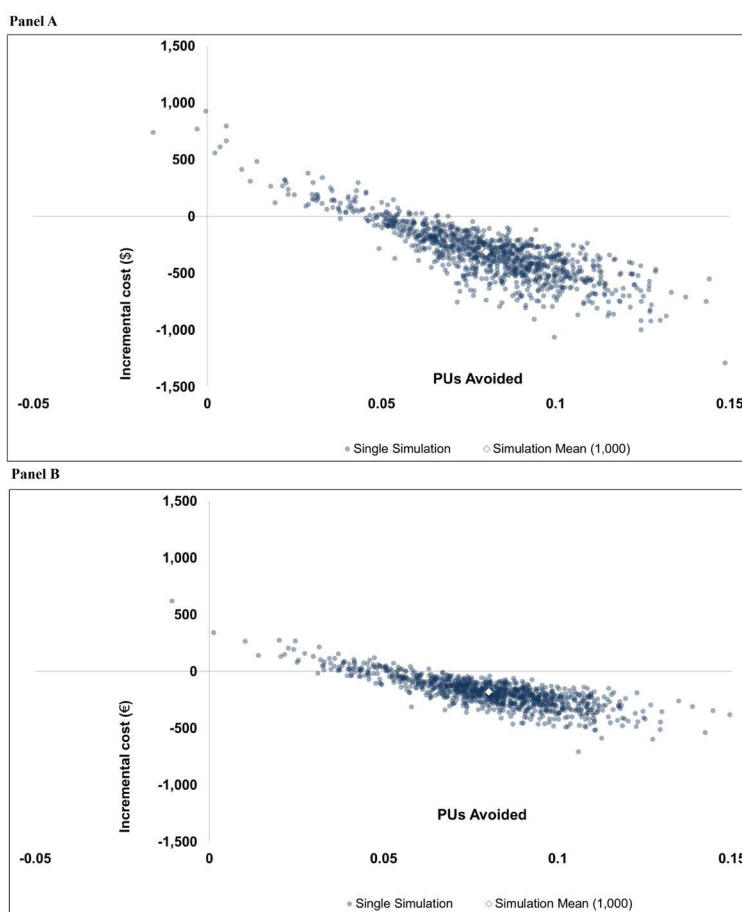 Panel A
1,500
1,000
500
0
-500
-1,000
-1,500
Incremental cost ($)
PUs Avoided
-0.05 0 0.05 0.1 0.15
Single Simulation Simulation Mean (1,000)
Panel B
1,500
1,000
500
0
-500
-1,000
-1,500
Incremental cost (€)
PUs Avoided
-0.05 0 0.05 0.1 0.15
Single Simulation Simulation Mean (1,000)